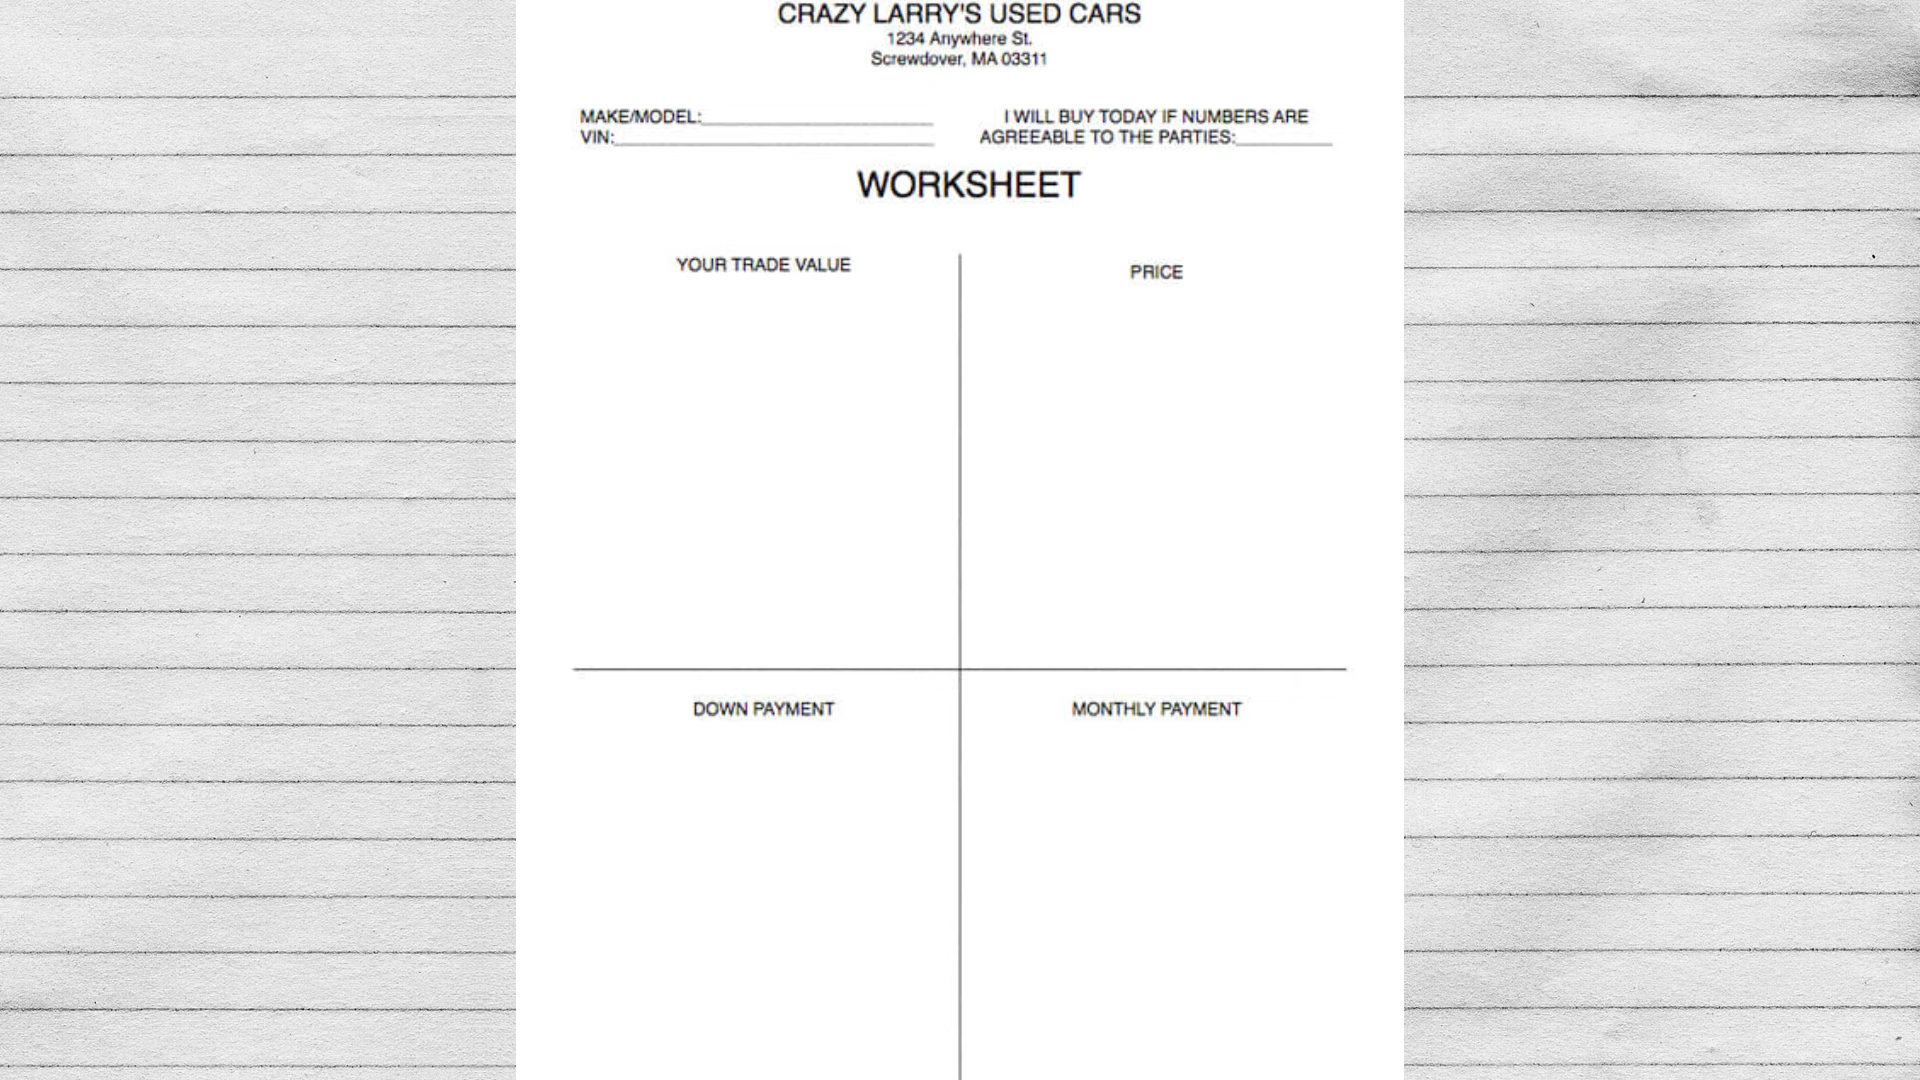 CRAZY LARRY'S USED CARS
1234 Anywhere St.
Screwdover, MA 03311
MAKE/MODEL:
VIN:
I WILL BUY TODAY IF NUMBERS ARE
AGREEABLE TO THE PARTIES:
WORKSHEET
YOUR TRADE VALUE
PRICE
DOWN PAYMENT
MONTHLY PAYMENT